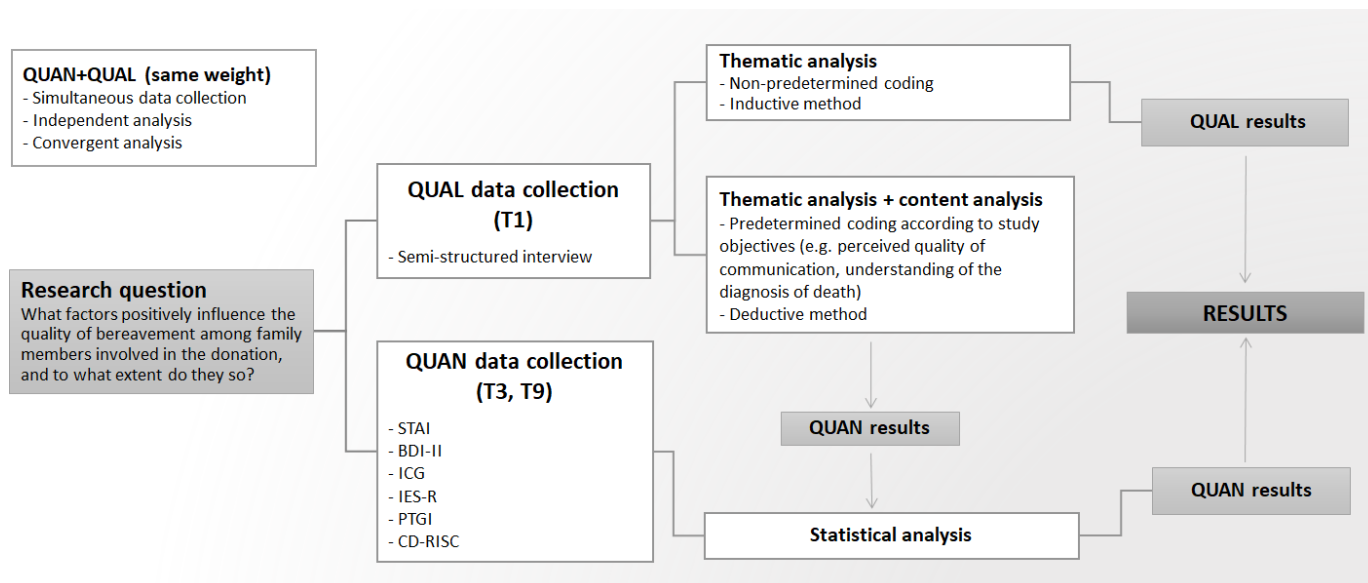 QUAN+QUAL (same weight)
- Simultaneous data collection
- Independent analysis
- Convergent analysis
Research question
What factors positively influence the
quality of bereavement among family
members involved in the donation,
and to what extent do they so?
QUAL data collection
(T1)
- Semi-structured interview
QUAN data collection
(T3, T9)
- STAI
- BDI-II
- ICG
- IES-R
- PTGI
- CD-RISC
Thematic analysis
- Non-predetermined coding
- Inductive method
Thematic analysis + content analysis
- Predetermined coding according to study
objectives (e.g. perceived quality of
communication, understanding of the
diagnosis of death)
- Deductive method
QUAN results
Statistical analysis
QUAL results
RESULTS
QUAN results